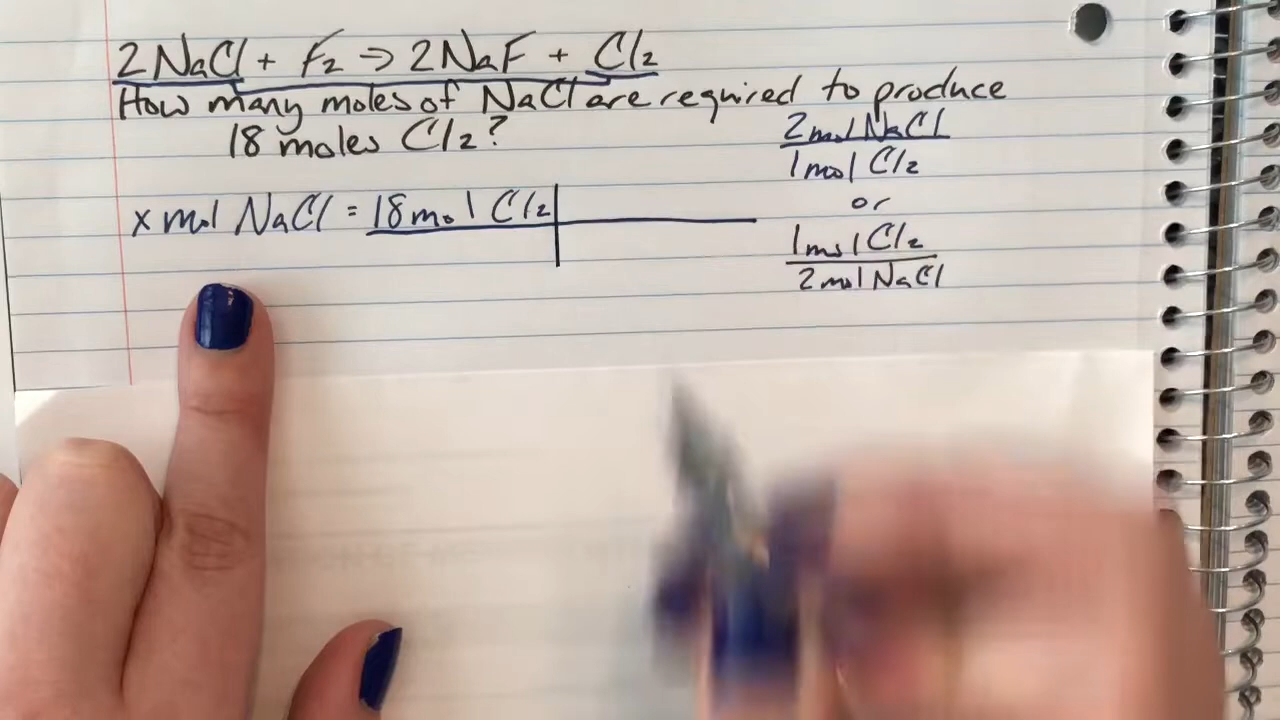 2NaCl + F2 → 2NaF + Cl2
How many moles of NaCl are required to produce
18 moles Cl2?
2mol NaCl
1mol Cl2
or
1mol Cl2
2mol NaCl
x mol NaCl = 18mol Cl2